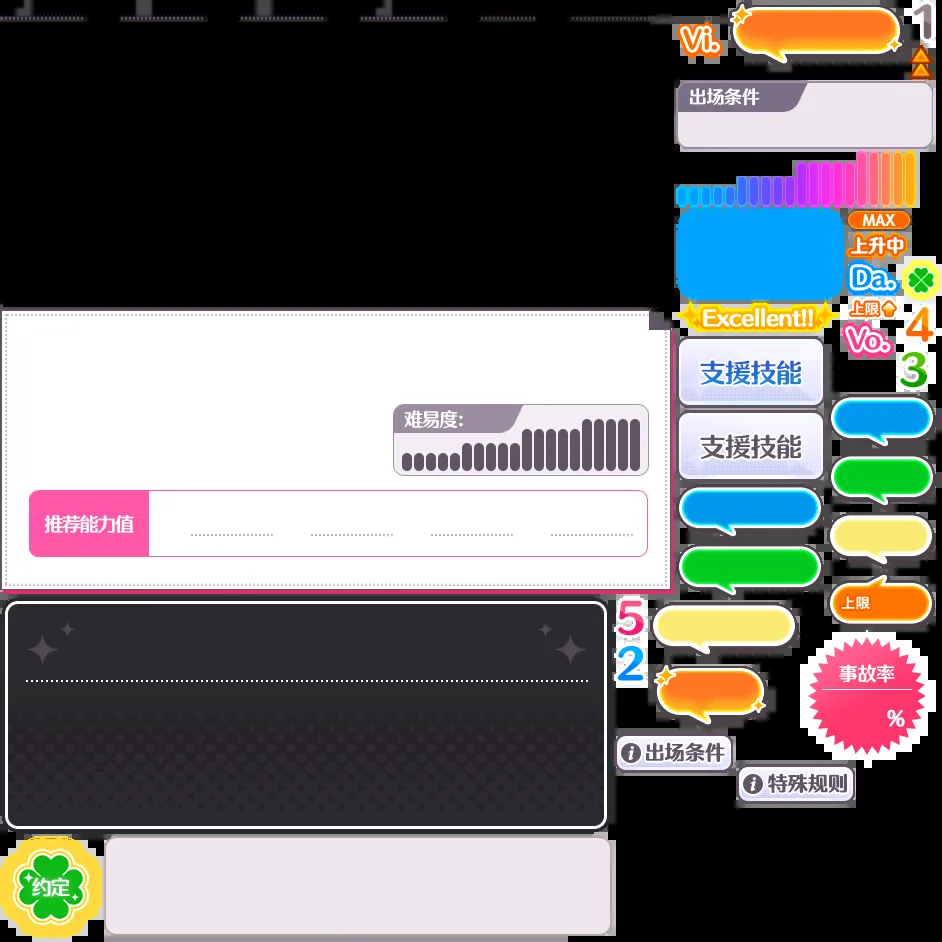 Vi.
1
出场条件
MAX
上升中
Da.
上限
4
Excellent!!
Vo.
3
支援技能
难易度:
支援技能
推荐能力值
上限
5
2
事故率
%
出场条件
特殊规则
约定